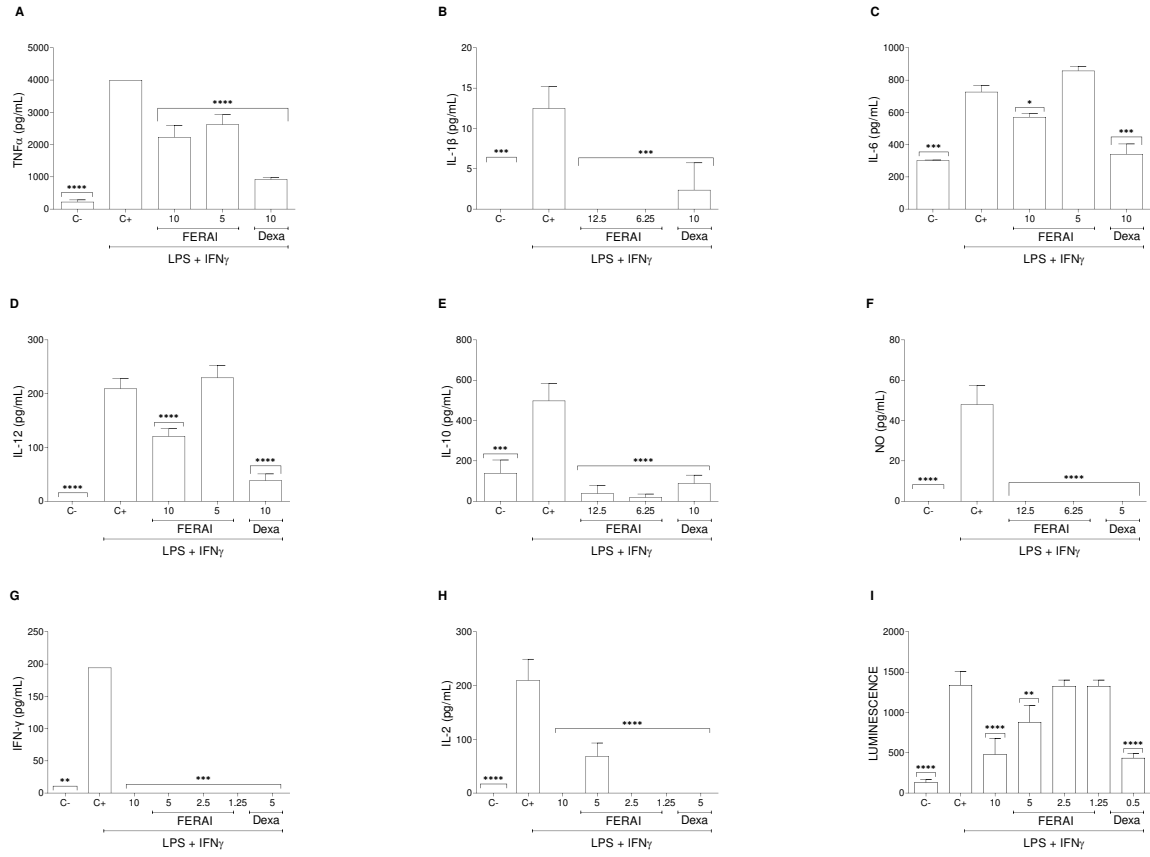 A
TNFα (pg/mL)
5000
4000
3000
2000
1000
0
****
****
C-
C+
10
5
10
FERAI
Dexa
LPS + IFNγ
B
IL-1β (pg/mL)
20
15
10
5
0
***
***
C-
C+
12.5
6.25
10
FERAI
Dexa
LPS + IFNγ
C
IL-6 (pg/mL)
1000
800
600
400
200
0
***
*
***
C-
C+
10
5
10
FERAI
Dexa
LPS + IFNγ
D
IL-12 (pg/mL)
300
200
100
0
****
****
****
C-
C+
10
5
10
FERAI
Dexa
LPS + IFNγ
E
IL-10 (pg/mL)
800
600
400
200
0
***
****
C-
C+
12.5
6.25
10
FERAI
Dexa
LPS + IFNγ
F
NO (pg/mL)
80
60
40
20
0
****
****
C-
C+
12.5
6.25
5
FERAI
Dexa
LPS + IFNγ
G
IFN-γ (pg/mL)
250
200
150
100
50
0
**
***
C-
C+
10
5
2.5
1.25
5
FERAI
Dexa
LPS + IFNγ
H
IL-2 (pg/mL)
300
200
100
0
****
****
C-
C+
10
5
2.5
1.25
5
FERAI
Dexa
LPS + IFNγ
I
LUMINESCENCE
2000
1500
1000
500
0
****
****
**
****
C-
C+
10
5
2.5
1.25
0.5
FERAI
Dexa
LPS + IFNγ